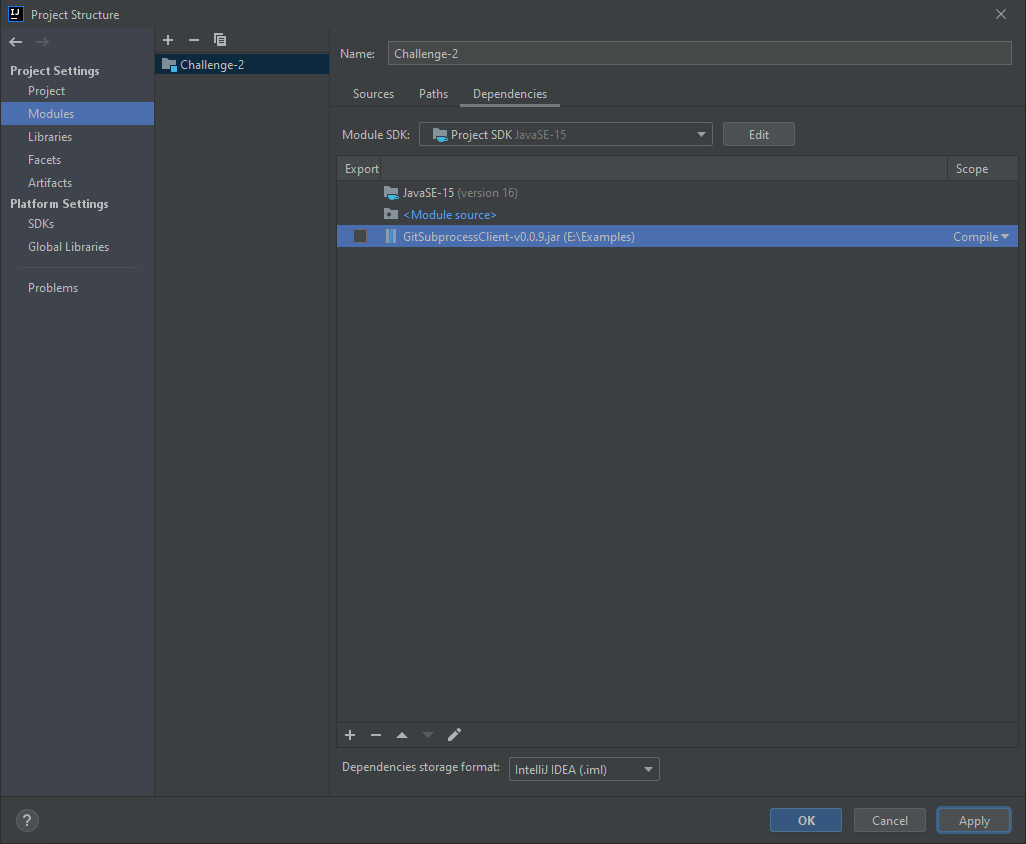 IJ Project Structure
Project Settings
Project
Modules
Libraries
Facets
Artifacts
Platform Settings
SDKs
Global Libraries
Problems
Challenge-2
Name: Challenge-2
Sources Paths Dependencies
Module SDK: Project SDK JavaSE-15 Edit
Export Scope
JavaSE-15 (version 16)
<Module source>
GitSubprocessClient-v0.0.9.jar (E:\Examples) Compile
Dependencies storage format: IntelliJ IDEA (.iml)
? OK Cancel Apply